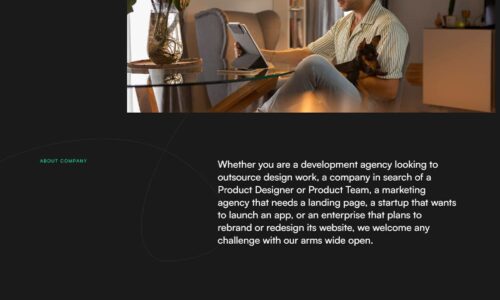 ABOUT COMPANY
Whether you are a development agency looking to
outsource design work, a company in search of a
Product Designer or Product Team, a marketing
agency that needs a landing page, a startup that wants
to launch an app, or an enterprise that plans to
rebrand or redesign its website, we welcome any
challenge with our arms wide open.